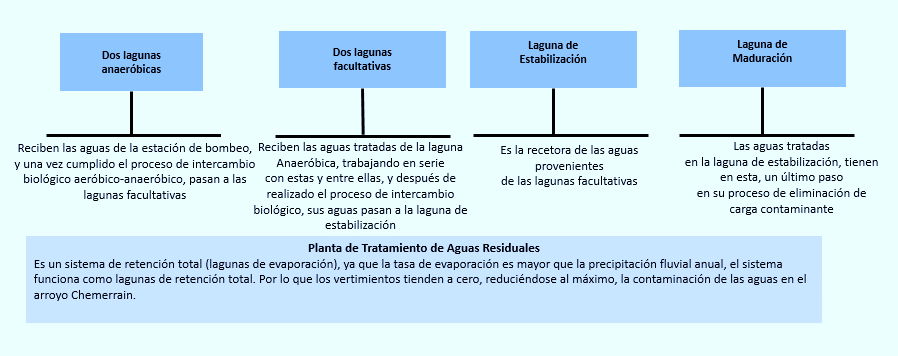 Dos lagunas
anaeróbicas
Dos lagunas
facultativas
Laguna de
Estabilización
Laguna de
Maduración
Reciben las aguas de la estación de bombeo,
y una vez cumplido el proceso de intercambio
biológico aeróbico-anaeróbico, pasan a las
lagunas facultativas
Reciben las aguas tratadas de la laguna
Anaeróbica, trabajando en serie
con estas y entre ellas, y después de
realizado el proceso de intercambio
biológico, sus aguas pasan a la laguna de
estabilización
Es la recetora de las aguas
provenientes
de las lagunas facultativas
Las aguas tratadas
en la laguna de estabilización, tienen
en esta, un último paso
en su proceso de eliminación de
carga contaminante
Planta de Tratamiento de Aguas Residuales
Es un sistema de retención total (lagunas de evaporación), ya que la tasa de evaporación es mayor que la precipitación fluvial anual, el sistema
funciona como lagunas de retención total. Por lo que los vertimientos tienden a cero, reduciéndose al máximo, la contaminación de las aguas en el
arroyo Chemerrain.